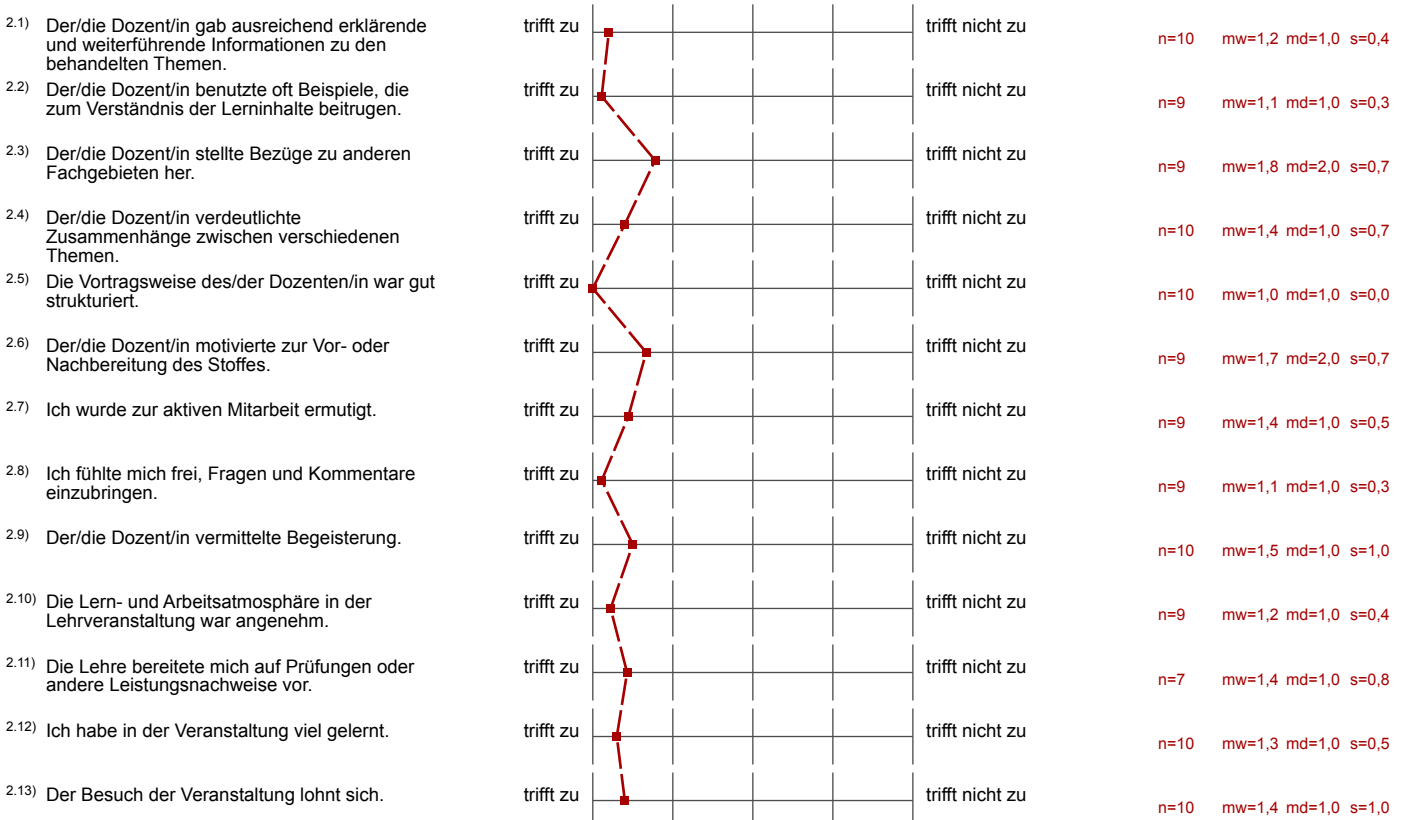 2.1) Der/die Dozent/in gab ausreichend erklärende trifft zu trifft nicht zu
und weiterführende Informationen zu den n=10 mw=1,2 md=1,0 s=0,4
behandelten Themen.
2.2) Der/die Dozent/in benutzte oft Beispiele, die trifft zu trifft nicht zu
zum Verständnis der Lerninhalte beitrugen. n=9 mw=1,1 md=1,0 s=0,3
2.3) Der/die Dozent/in stellte Bezüge zu anderen trifft zu trifft nicht zu
Fachgebieten her. n=9 mw=1,8 md=2,0 s=0,7
2.4) Der/die Dozent/in verdeutlichte trifft zu trifft nicht zu
Zusammenhänge zwischen verschiedenen n=10 mw=1,4 md=1,0 s=0,7
Themen.
2.5) Die Vortragsweise des/der Dozenten/in war gut trifft zu trifft nicht zu
strukturiert. n=10 mw=1,0 md=1,0 s=0,0
2.6) Der/die Dozent/in motivierte zur Vor- oder trifft zu trifft nicht zu
Nachbereitung des Stoffes. n=9 mw=1,7 md=2,0 s=0,7
2.7) Ich wurde zur aktiven Mitarbeit ermutigt. trifft zu trifft nicht zu
n=9 mw=1,4 md=1,0 s=0,5
2.8) Ich fühlte mich frei, Fragen und Kommentare trifft zu trifft nicht zu
einzubringen. n=9 mw=1,1 md=1,0 s=0,3
2.9) Der/die Dozent/in vermittelte Begeisterung. trifft zu trifft nicht zu
n=10 mw=1,5 md=1,0 s=1,0
2.10) Die Lern- und Arbeitsatmosphäre in der trifft zu trifft nicht zu
Lehrveranstaltung war angenehm. n=9 mw=1,2 md=1,0 s=0,4
2.11) Die Lehre bereitete mich auf Prüfungen oder trifft zu trifft nicht zu
andere Leistungsnachweise vor. n=7 mw=1,4 md=1,0 s=0,8
2.12) Ich habe in der Veranstaltung viel gelernt. trifft zu trifft nicht zu
n=10 mw=1,3 md=1,0 s=0,5
2.13) Der Besuch der Veranstaltung lohnt sich. trifft zu trifft nicht zu
n=10 mw=1,4 md=1,0 s=1,0